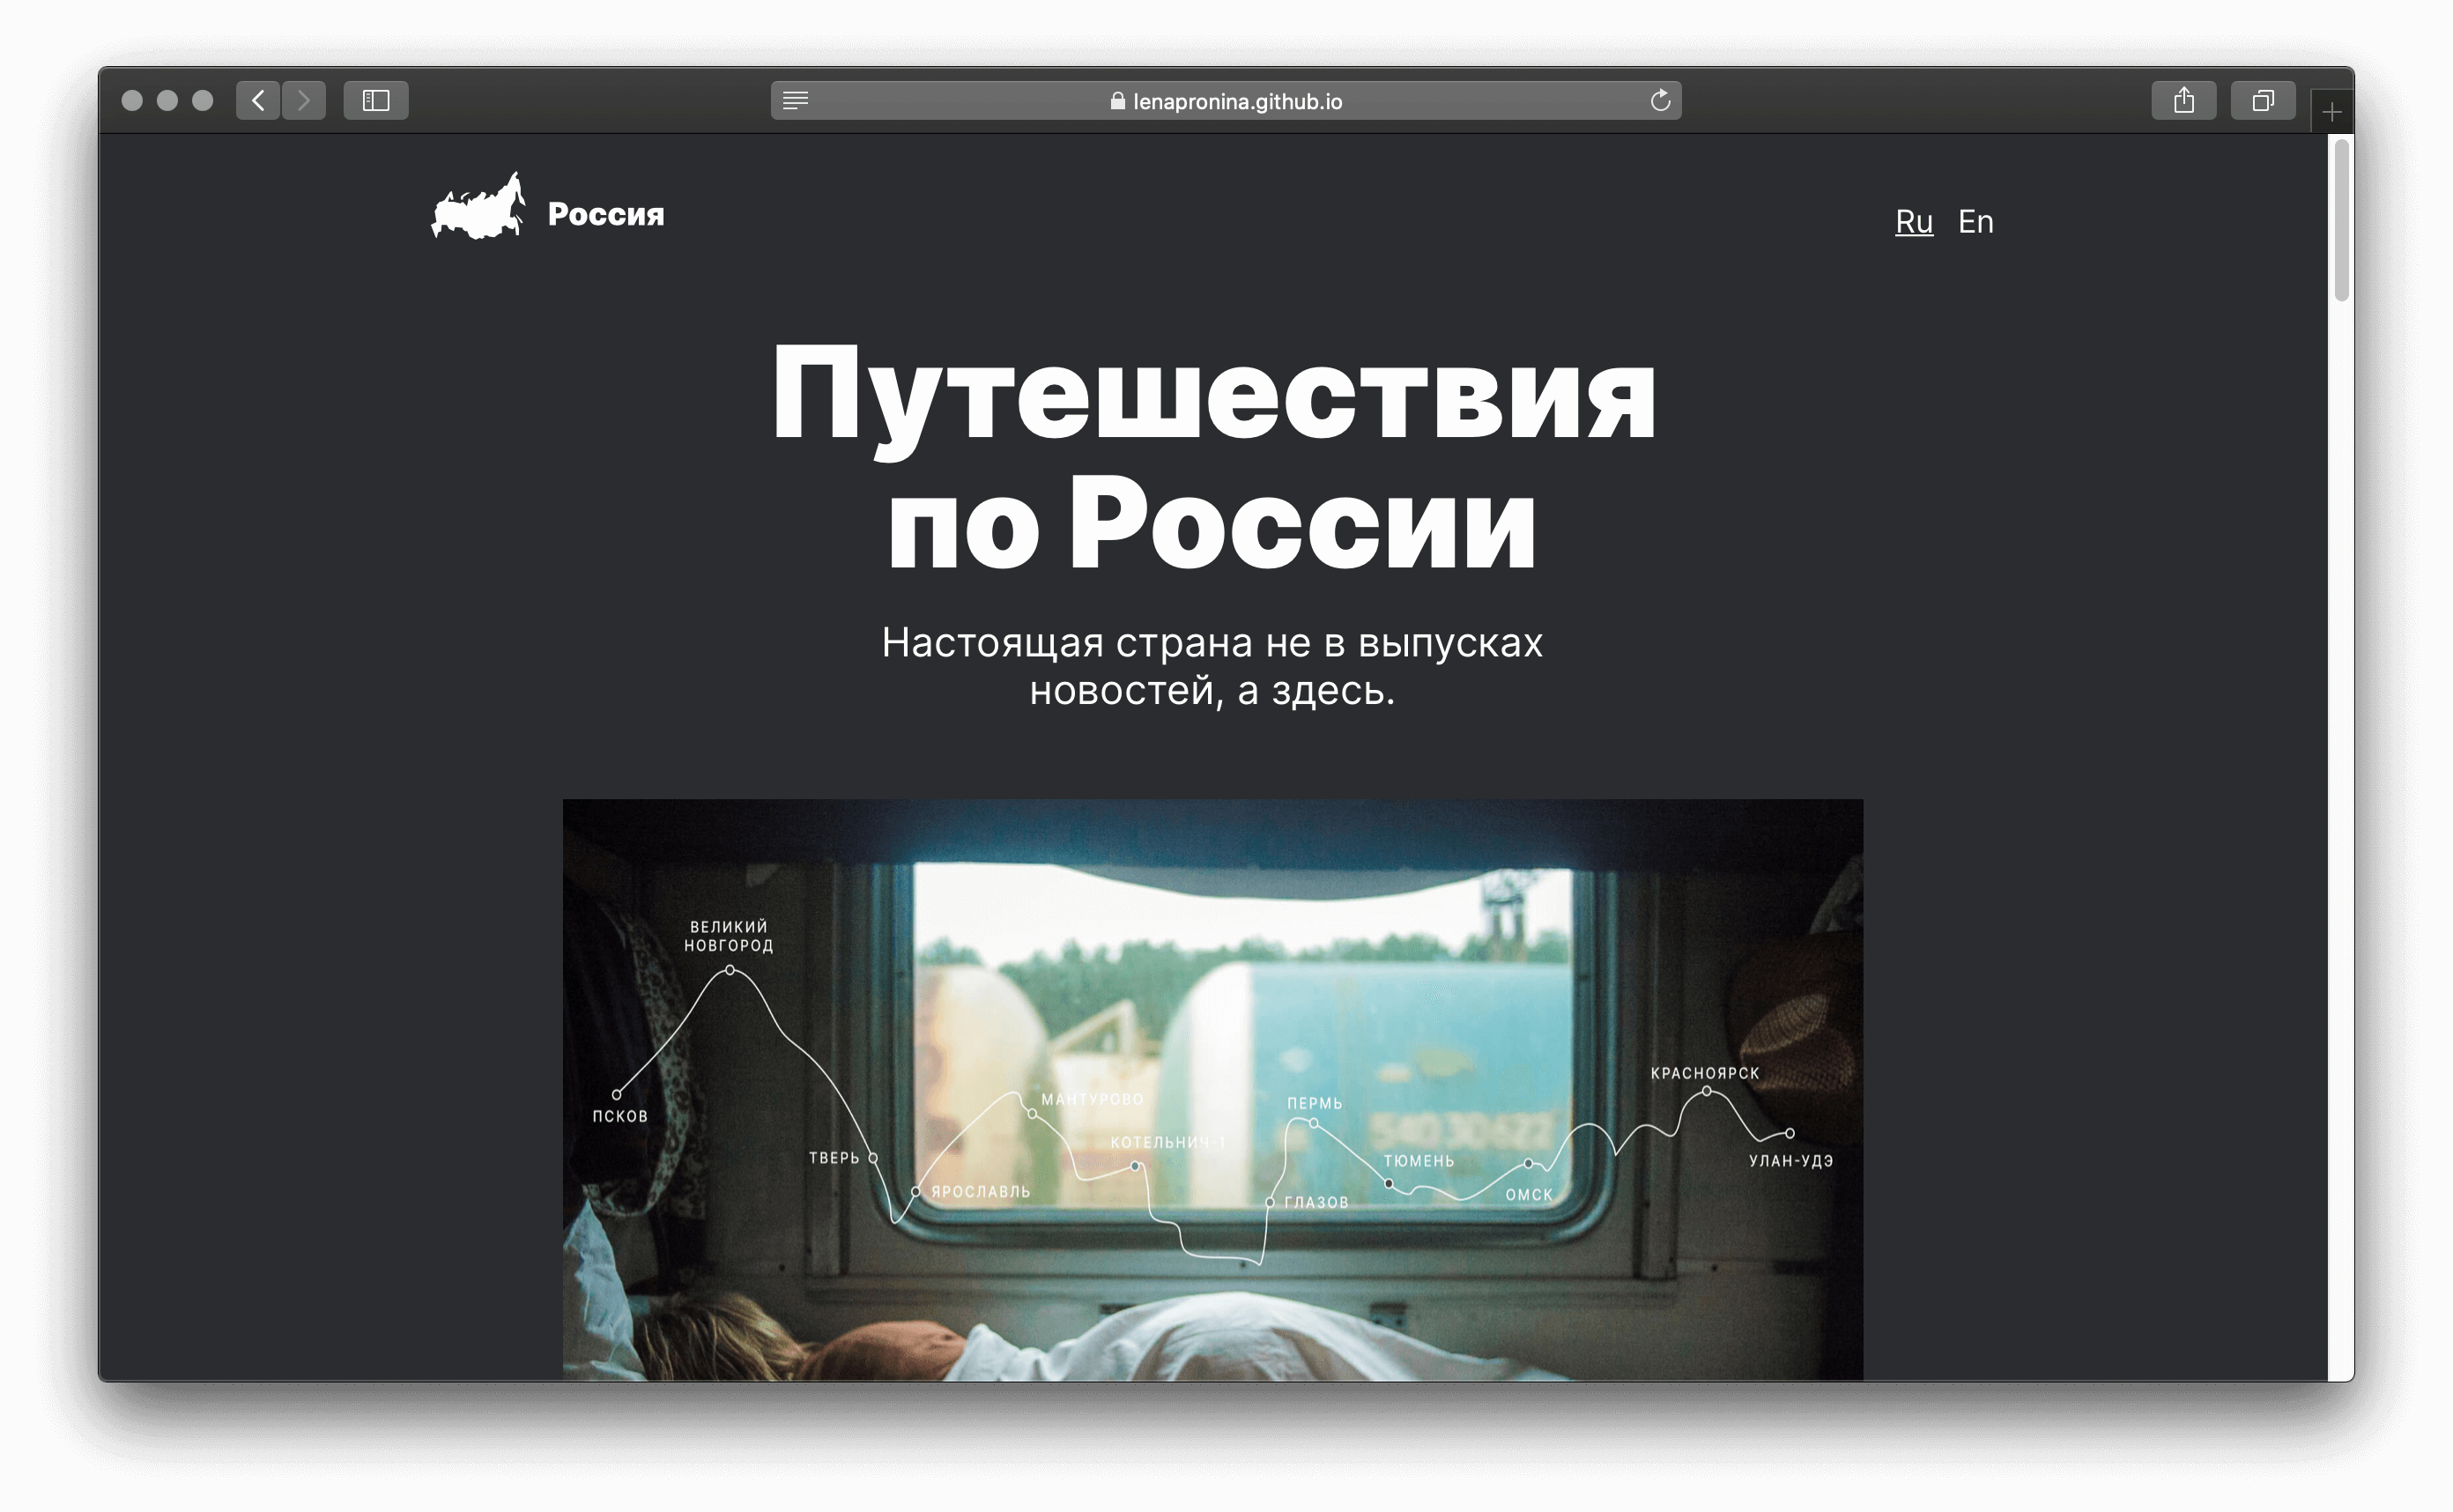 lenapronina.github.io
Россия
Ru En
Путешествия
по России
Настоящая страна не в выпусках
новостей, а здесь.
ВЕЛИКИЙ
НОВГОРОД
ПСКОВ
ТВЕРЬ
ЯРОСЛАВЛЬ
МАНТУРОВО
КОТЕЛЬНИЧ-1
ГЛАЗОВ
ПЕРМЬ
54030622
ТЮМЕНЬ
ОМСК
КРАСНОЯРСК
УЛАН-УДЭ